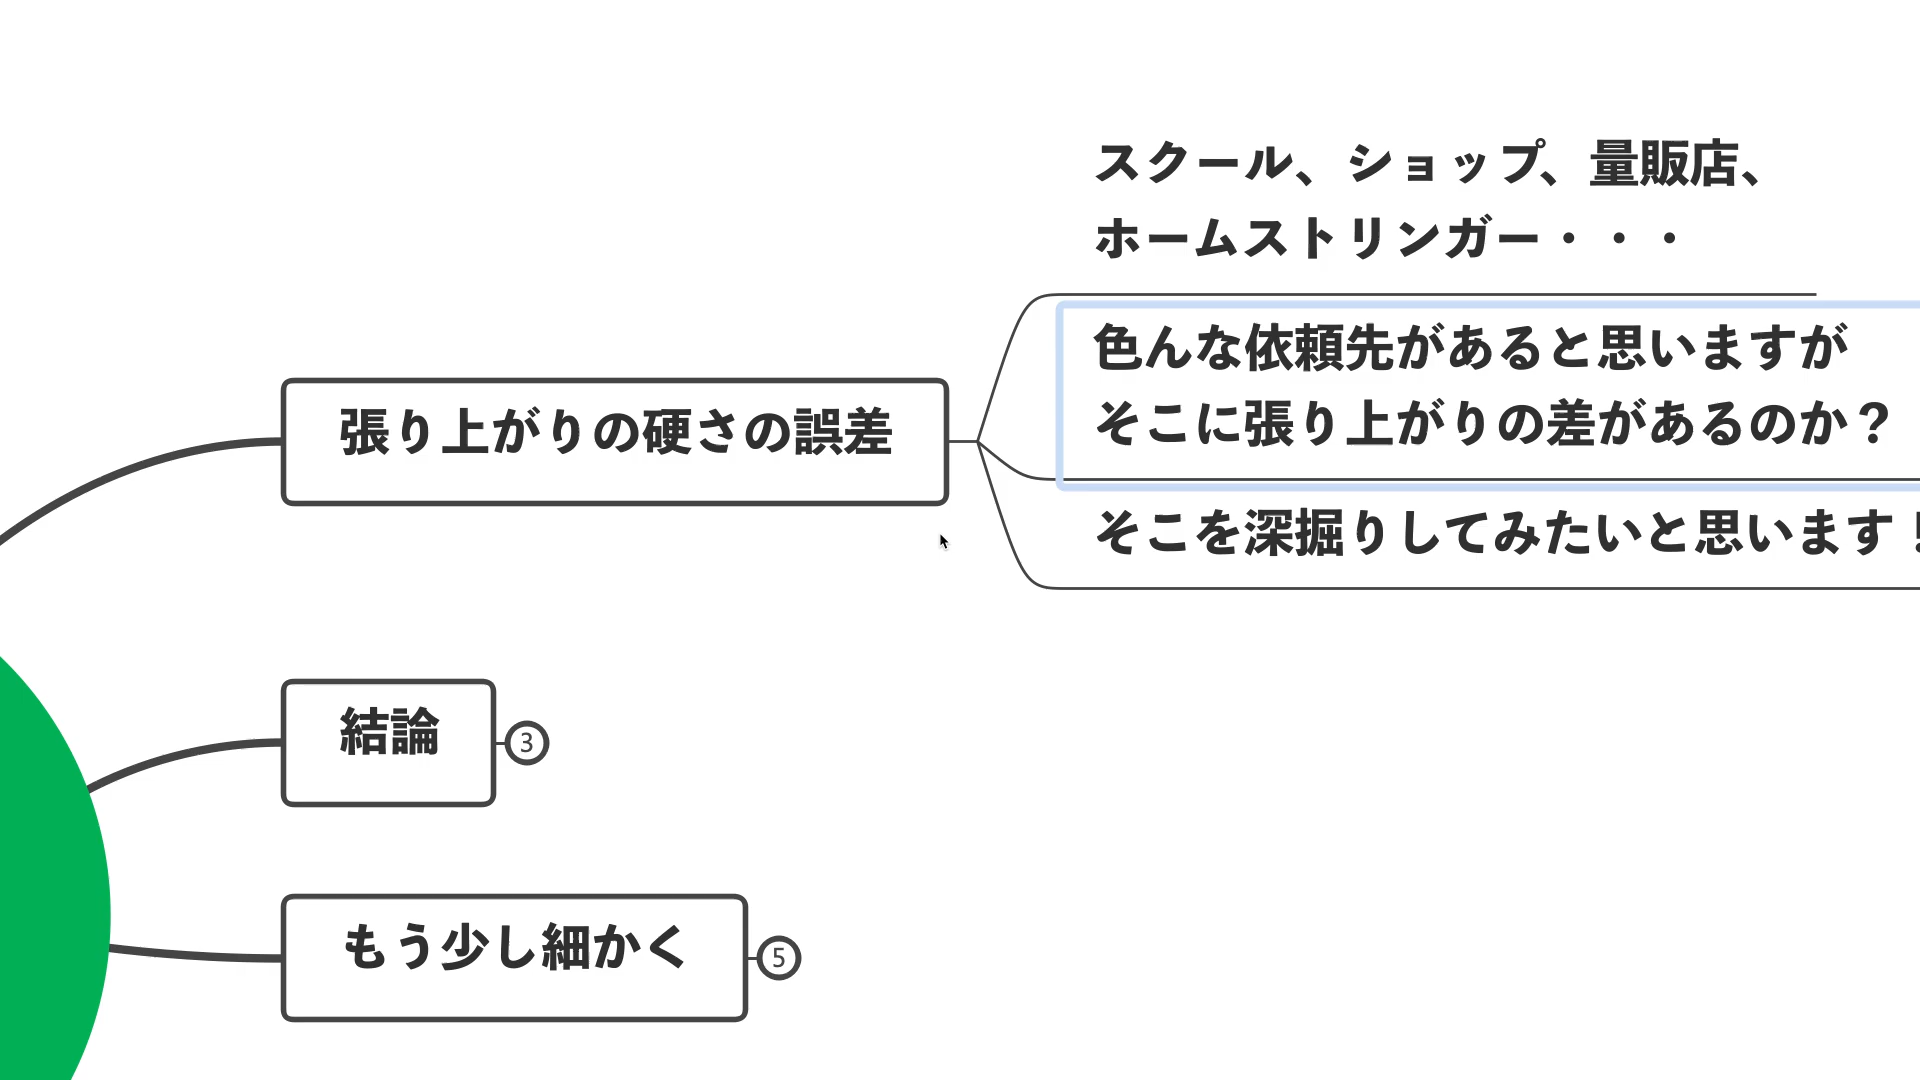 スクール、ショップ、量販店、
ホームストリンガー・・・
張り上がりの硬さの誤差
色んな依頼先があると思いますが
そこに張り上がりの差があるのか？
そこを深掘りしてみたいと思います！
結論
3
もう少し細かく
5